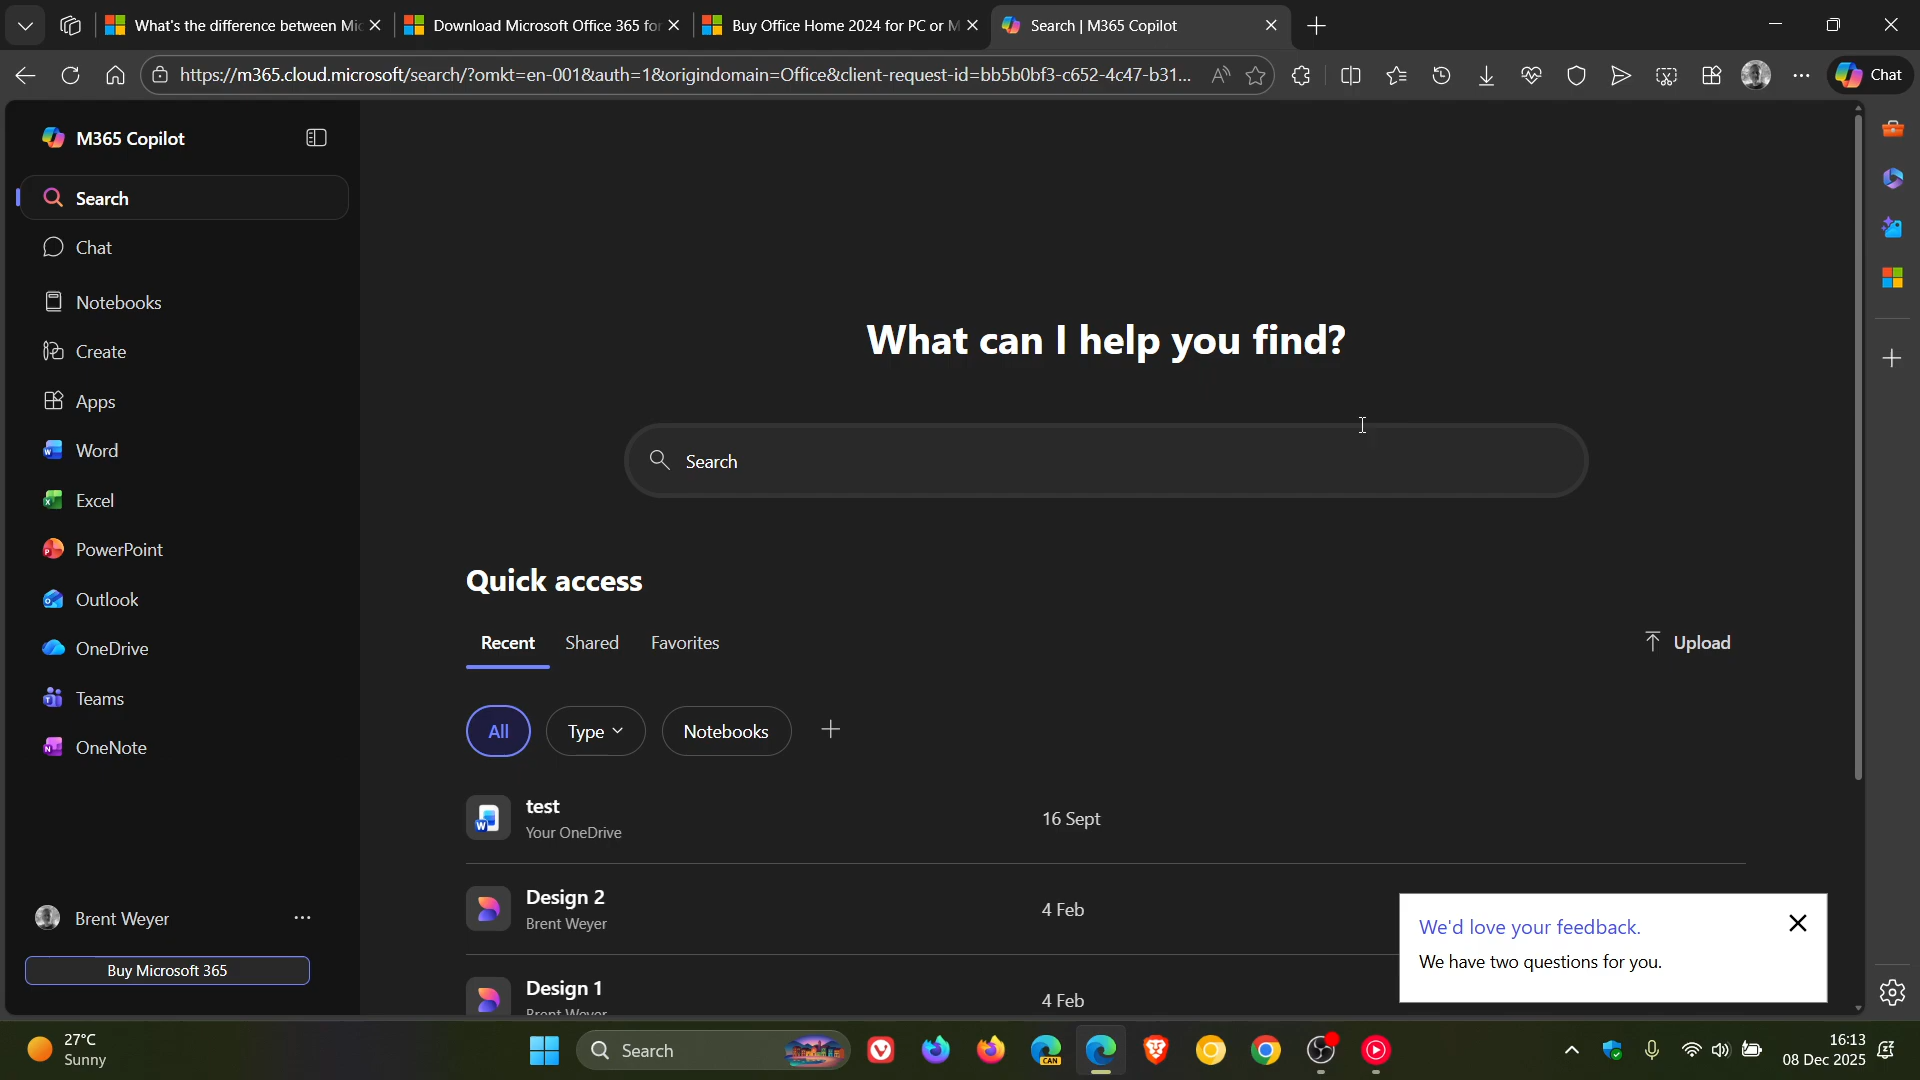 What's the difference between Mic
Download Microsoft Office 365 for
Buy Office Home 2024 for PC or M
Search | M365 Copilot
https://m365.cloud.microsoft/search/?omkt=en-001&auth=1&origindomain=Office&client-request-id=bb5b0bf3-c652-4c47-b31...
Chat
M365 Copilot
Search
Chat
Notebooks
Create
Apps
Word
Excel
PowerPoint
Outlook
OneDrive
Teams
OneNote
Brent Weyer
Buy Microsoft 365
What can I help you find?
Search
Quick access
Recent Shared Favorites
Upload
All Type Notebooks
test
Your OneDrive
16 Sept
Design 2
Brent Weyer
4 Feb
Design 1
Brent Weyer
4 Feb
We'd love your feedback.
We have two questions for you.
27°C
Sunny
Search
CAN
16:13
08 Dec 2025